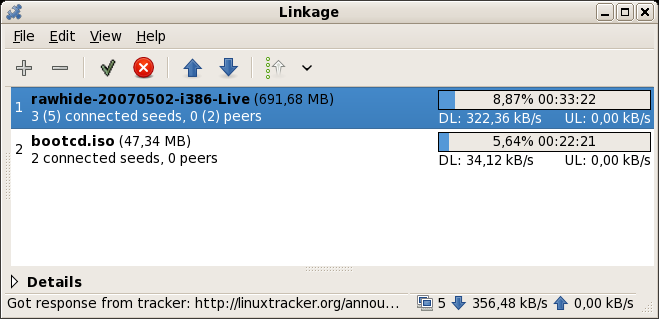 Linkage
File Edit View Help
1 rawhide-20070502-i386-Live (691,68 MB) 8,87% 00:33:22
3 (5) connected seeds, 0 (2) peers DL: 322,36 kB/s UL: 0,00 kB/s
2 bootcd.iso (47,34 MB) 5,64% 00:22:21
2 connected seeds, 0 peers DL: 34,12 kB/s UL: 0,00 kB/s
Details
Got response from tracker: http://linuxtracker.org/annou... 5 356,48 kB/s 0,00 kB/s